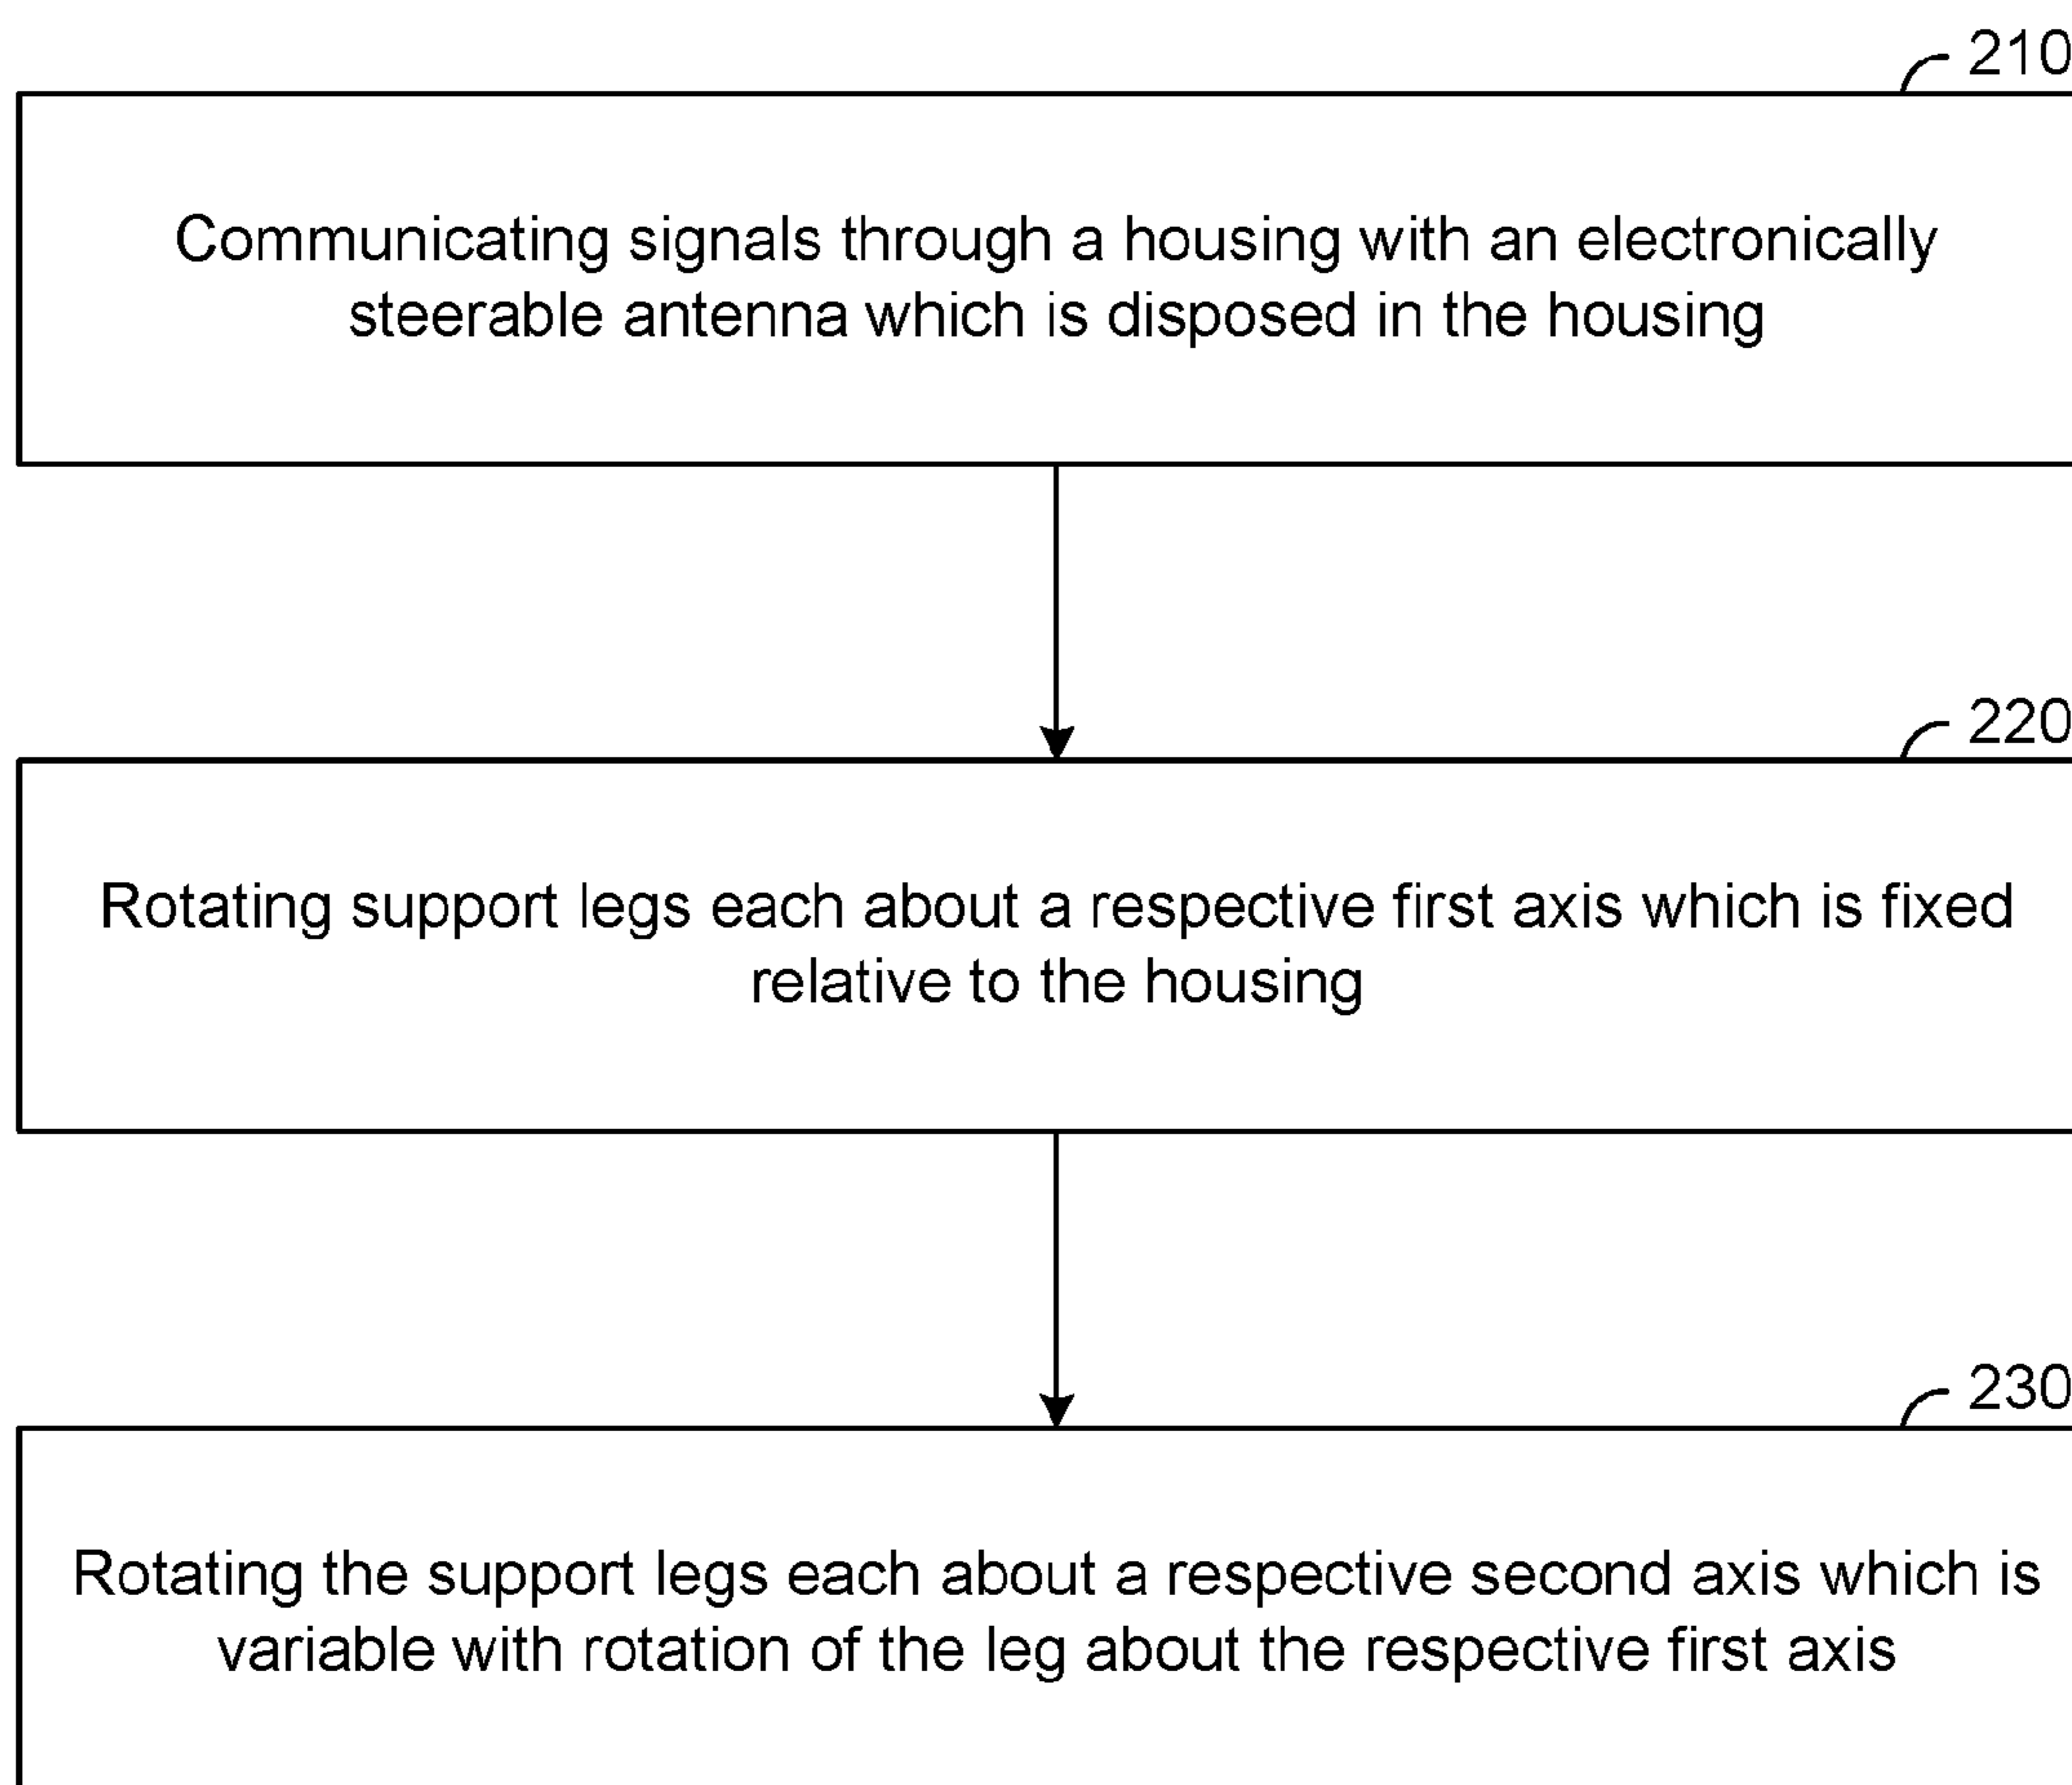 210
Communicating signals through a housing with an electronically
steerable antenna which is disposed in the housing
220
Rotating support legs each about a respective first axis which is fixed
relative to the housing
230
Rotating the support legs each about a respective second axis which is
variable with rotation of the leg about the respective first axis